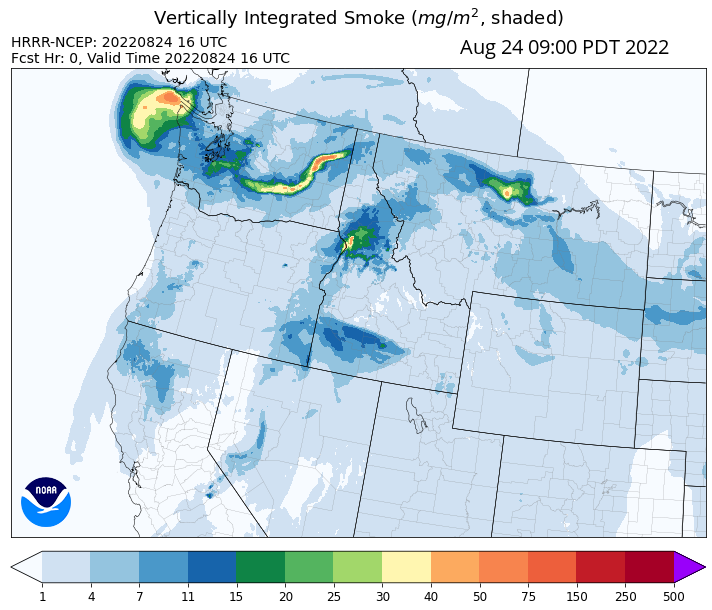 Vertically Integrated Smoke (mg/m², shaded)
HRRR-NCEP: 20220824 16 UTC
Fcst Hr: 0, Valid Time 20220824 16 UTC
Aug 24 09:00 PDT 2022
NOAA
1 4 7 11 15 20 25 30 40 50 75 150 250 500